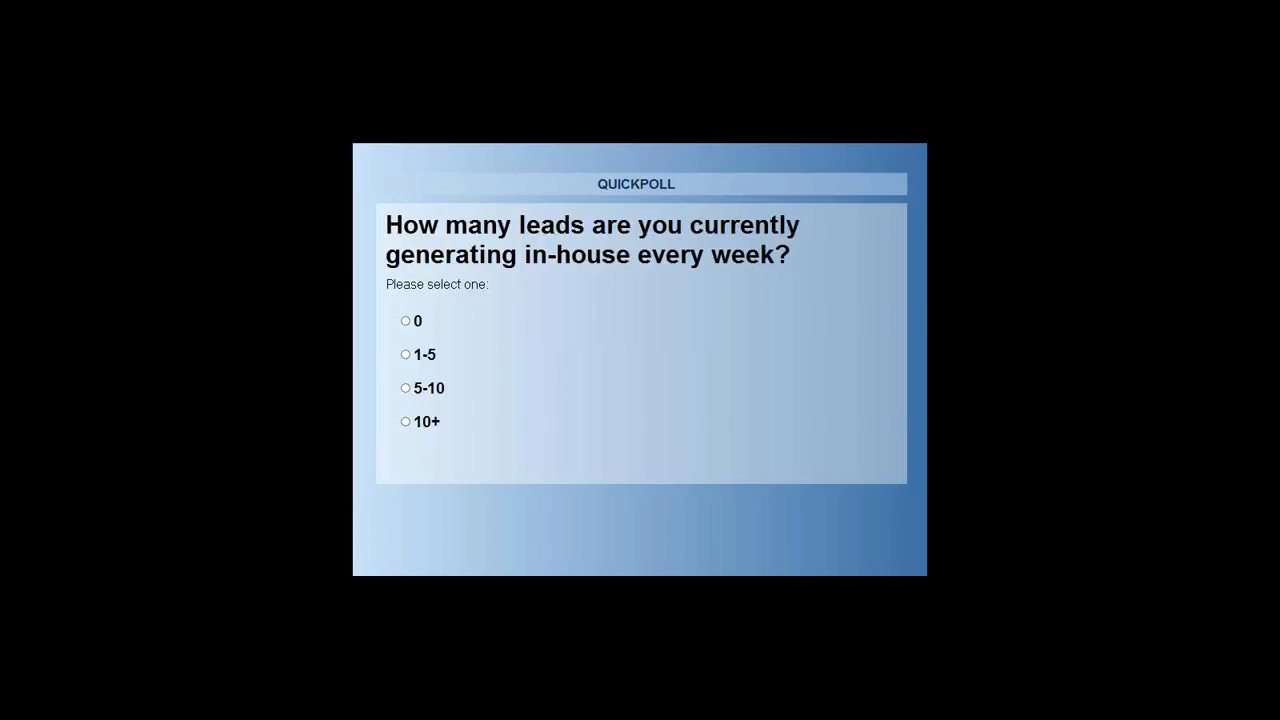 QUICKPOLL
How many leads are you currently
generating in-house every week?
Please select one:
0
1-5
5-10
10+